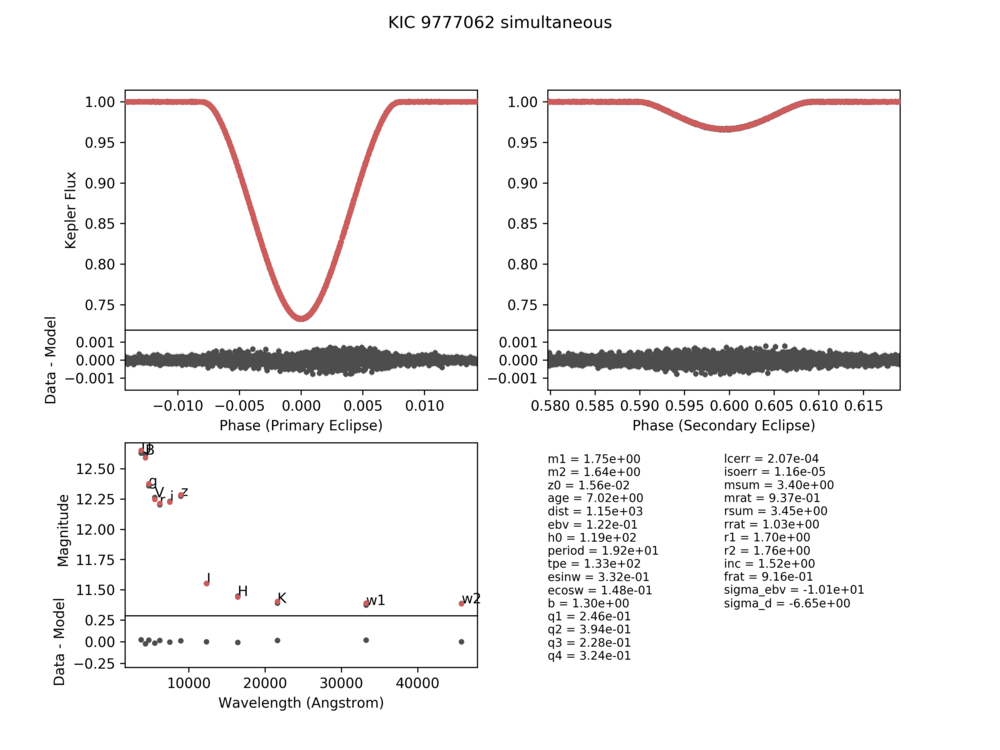 KIC 9777062 simultaneous
1.00
0.95
0.90
0.85
0.80
0.75
Kepler Flux
0.001
0.000
−0.001
Data - Model
−0.010 −0.005 0.000 0.005 0.010
Phase (Primary Eclipse)
1.00
0.95
0.90
0.85
0.80
0.75
0.001
0.000
−0.001
0.580 0.585 0.590 0.595 0.600 0.605 0.610 0.615
Phase (Secondary Eclipse)
12.50
12.25
12.00
11.75
11.50
Magnitude
B
g
V
r
i
z
J
H
K
w1
w2
0.25
0.00
−0.25
Data - Model
10000 20000 30000 40000
Wavelength (Angstrom)
m1 = 1.75e+00
m2 = 1.64e+00
z0 = 1.56e-02
age = 7.02e+00
dist = 1.15e+03
ebv = 1.22e-01
h0 = 1.19e+02
period = 1.92e+01
tpe = 1.33e+02
esinw = 3.32e-01
ecosw = 1.48e-01
b = 1.30e+00
q1 = 2.46e-01
q2 = 3.94e-01
q3 = 2.28e-01
q4 = 3.24e-01
lcerr = 2.07e-04
isoerr = 1.16e-05
msum = 3.40e+00
mrat = 9.37e-01
rsum = 3.45e+00
rrat = 1.03e+00
r1 = 1.70e+00
r2 = 1.76e+00
inc = 1.52e+00
frat = 9.16e-01
sigma_ebv = -1.01e+01
sigma_d = -6.65e+00